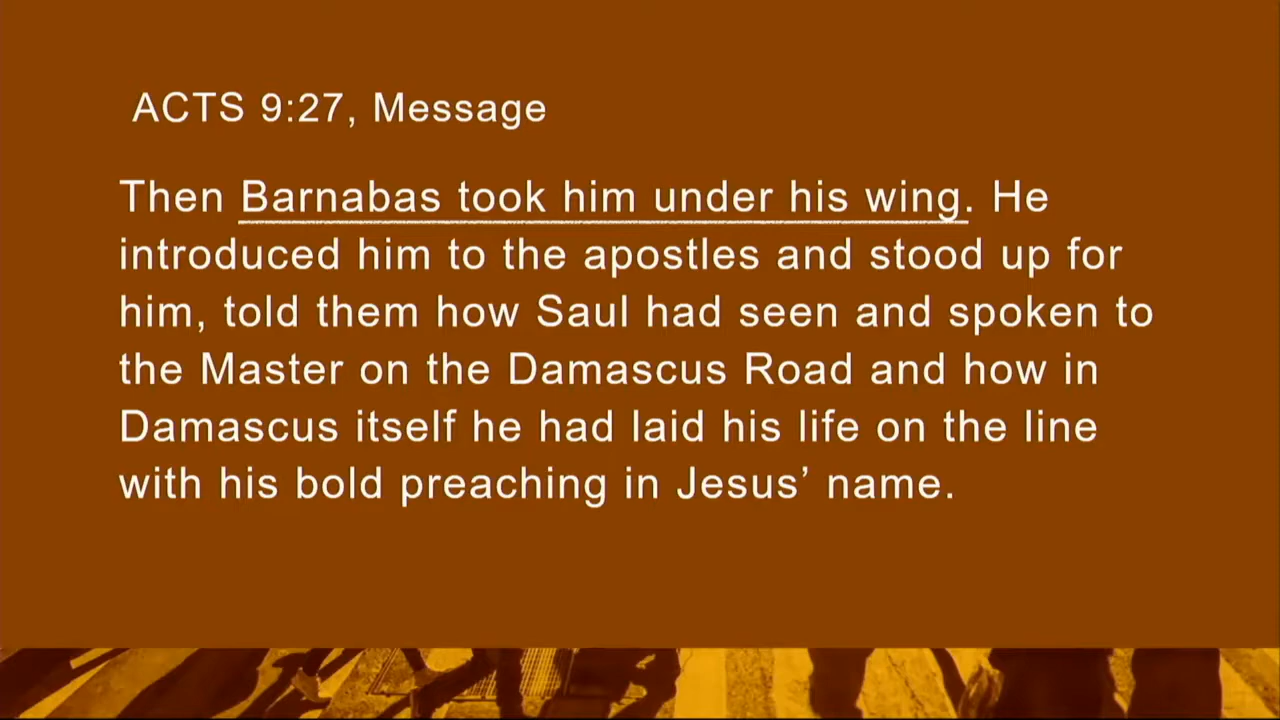 ACTS 9:27, Message
Then Barnabas took him under his wing. He
introduced him to the apostles and stood up for
him, told them how Saul had seen and spoken to
the Master on the Damascus Road and how in
Damascus itself he had laid his life on the line
with his bold preaching in Jesus’ name.